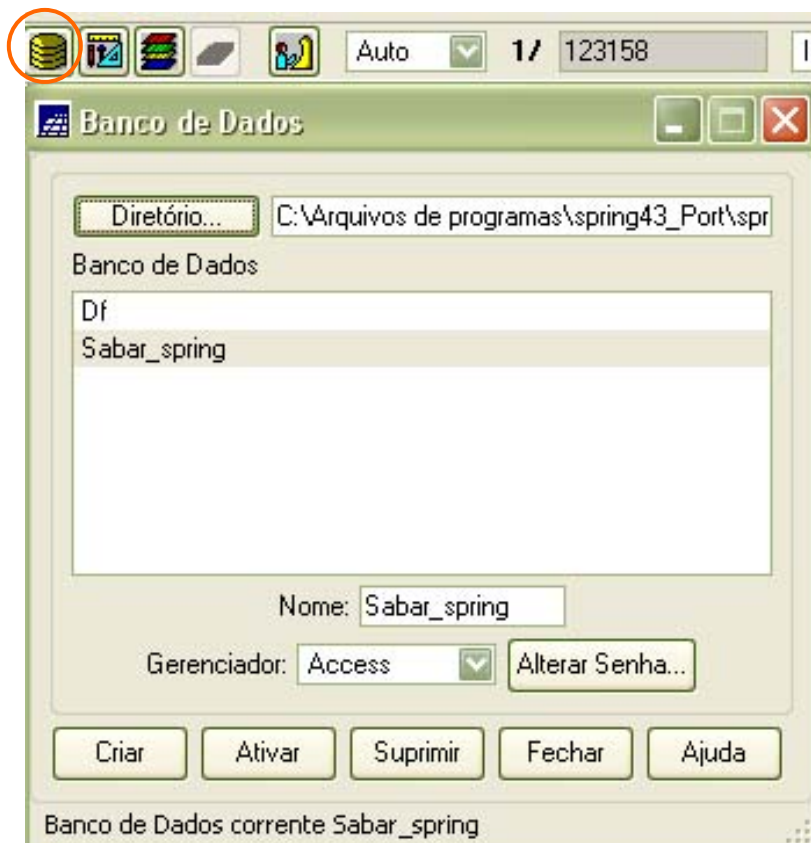 Auto 1/ 123158
Banco de Dados
Diretório... C:\Arquivos de programas\spring43_Port\spr
Banco de Dados
Df
Sabar_spring
Nome: Sabar_spring
Gerenciador: Access Alterar Senha...
Criar Ativar Suprimir Fechar Ajuda
Banco de Dados corrente Sabar_spring